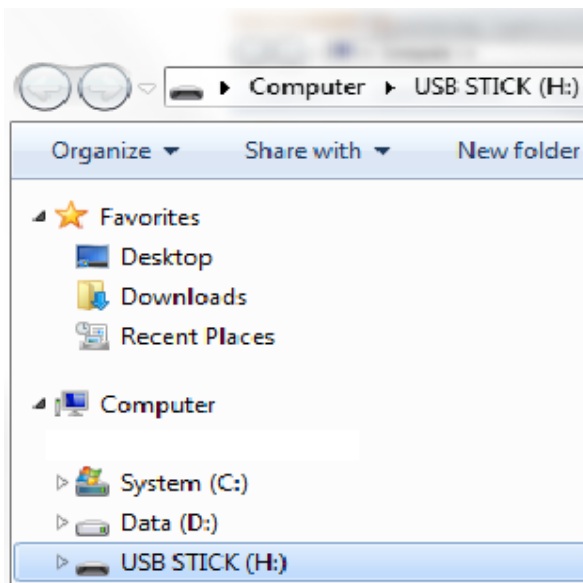 Computer USB STICK (H:)
Organize Share with New folder
Favorites
Desktop
Downloads
Recent Places
Computer
System (C:)
Data (D:)
USB STICK (H:)